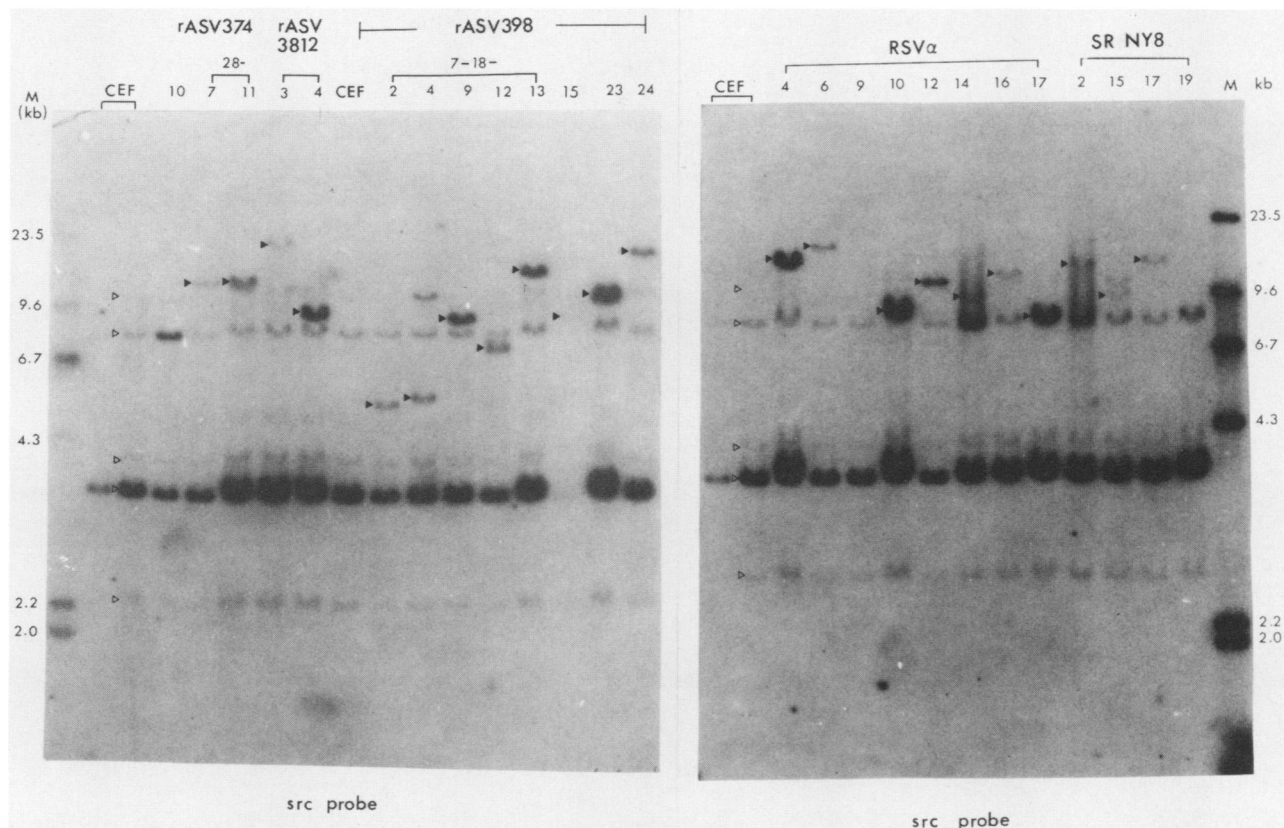 rASV374 rASV 3812 rASV398
28- 7-18-
M (kb) CEF 10 7 11 3 4 CEF 2 4 9 12 13 15 23 24
23.5
9.6
6.7
4.3
2.2
2.0
src probe
RSVα SR NY8
CEF 4 6 9 10 12 14 16 17 2 15 17 19 M kb
23.5
9.6
6.7
4.3
2.2
2.0
src probe